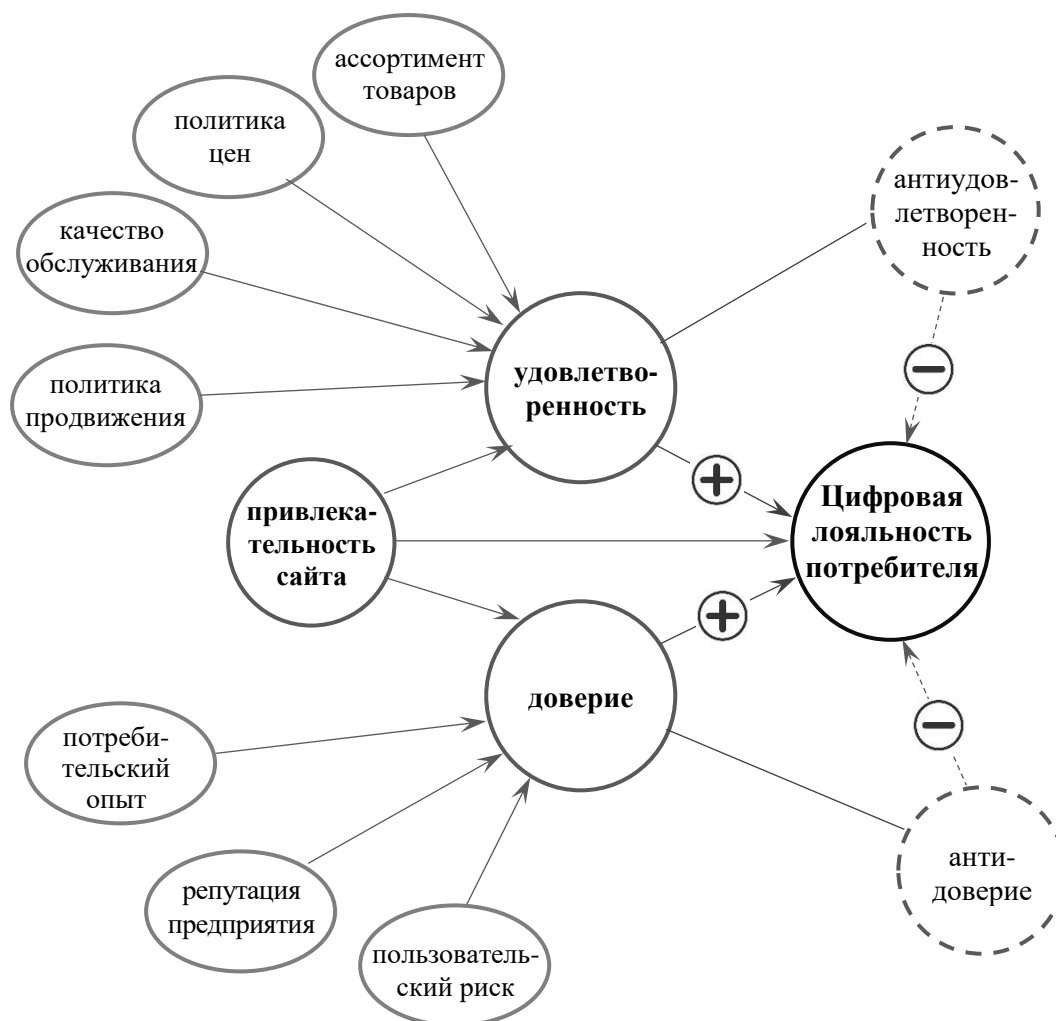 ассортимент
товаров
политика
цен
антиудов-
летворен-
ность
качество
обслуживания
удовлетво-
ренность
политика
продвижения
+
−
привлека-
тельность
сайта
Цифровая
лояльность
потребителя
+
доверие
−
потреби-
тельский
опыт
анти-
доверие
репутация
предприятия
пользователь-
ский риск